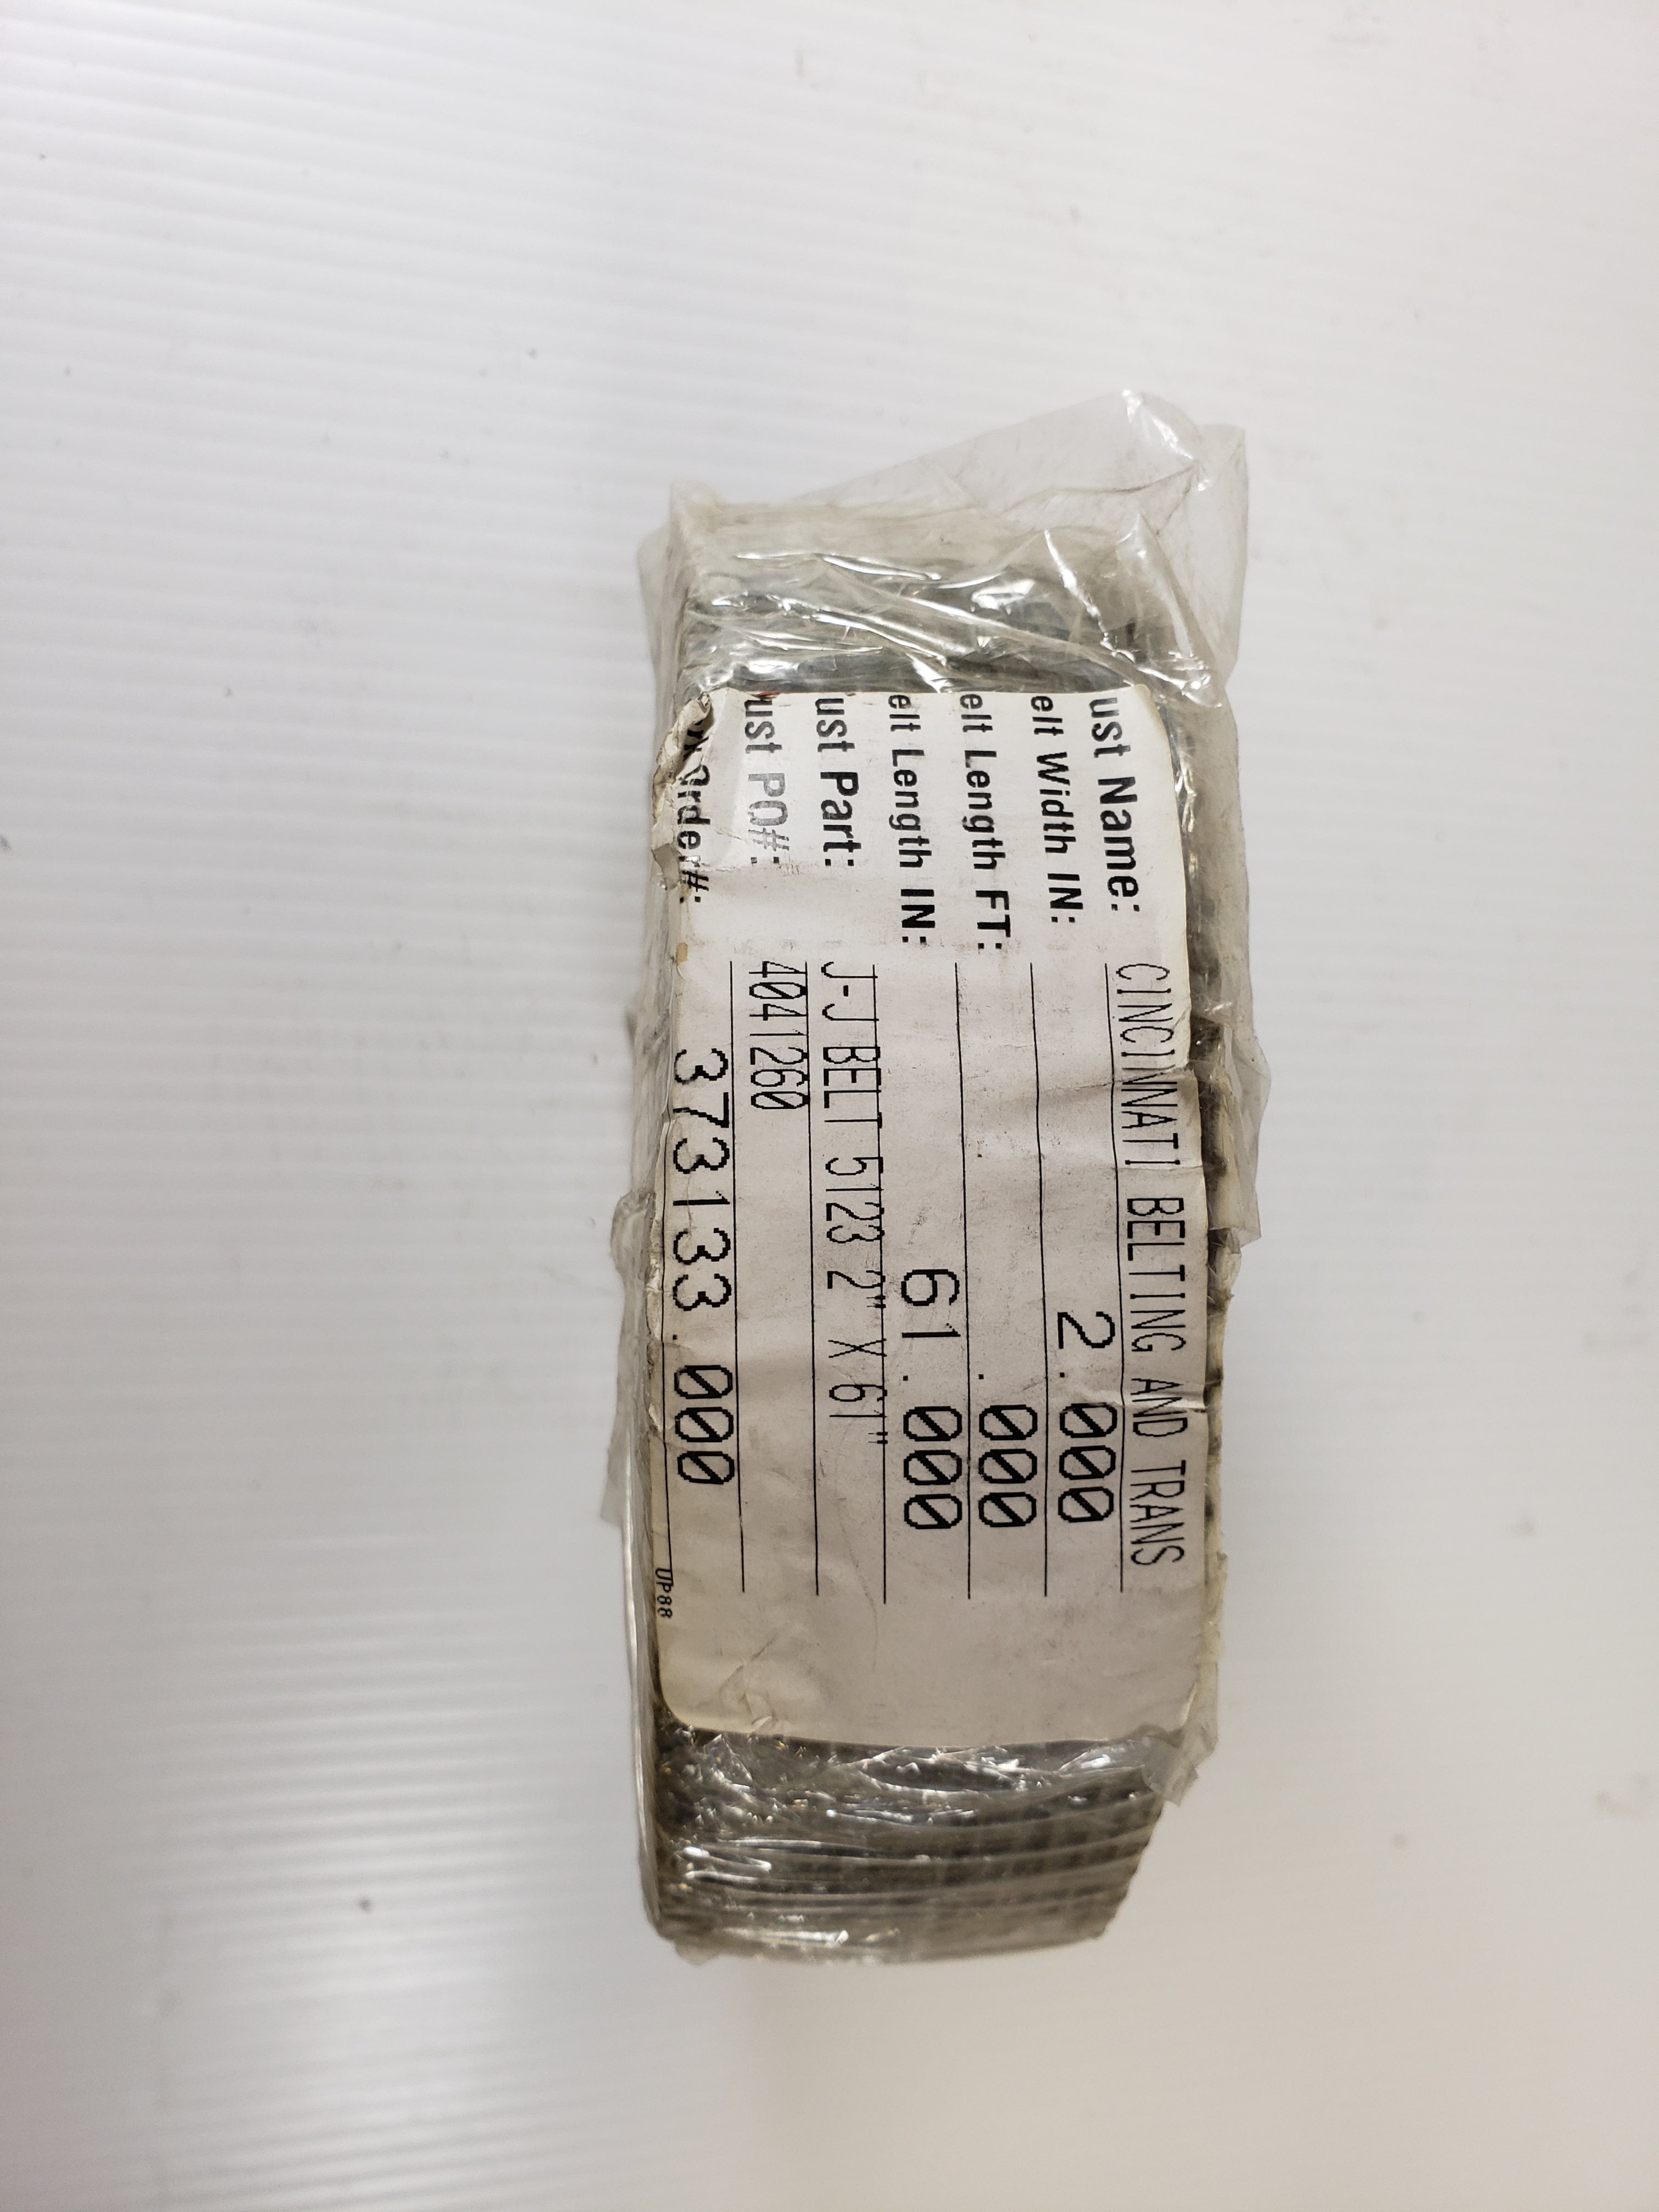 ust Name: CINCINNATI BELTING AND TRANS
elt Width IN: 2.000
elt Length FT: .000
elt Length IN: 61.000
ust Part: J-J BELT 5123 2" X 61"
ust PO#: 4041260
Order#: 373133.000
UP88